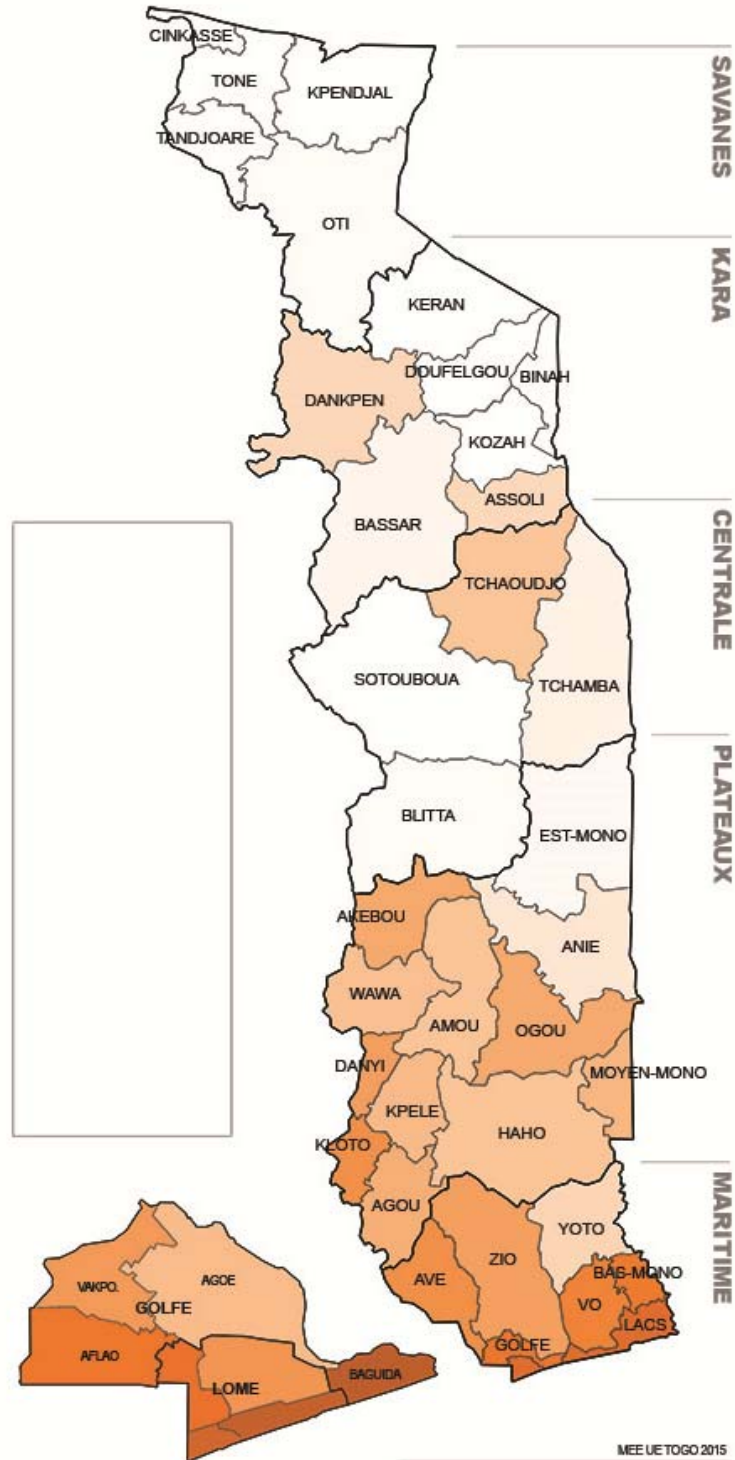 CINKASSE
TONE
KPENDJAL
TANDJOARE
SAVANES
OTI
KARA
KERAN
DOUFELGOU
BINAH
DANKPEN
KOZAH
ASSOLI
BASSAR
CENTRALE
TCHAOUDJO
SOTOUBOUA
TCHAMBA
PLATEAUX
BLITTA
EST-MONO
AKEBOU
ANIE
WAWA
AMOU
OGOU
DANYI
MOYEN-MONO
KPELE
KLOTO
HAHO
AGOU
MARITIME
YOTO
ZIO
AVE
BAS-MONO
VO
LACS
GOLFE
VAKPO.
AGOE
GOLFE
AFLAO
LOME
BAGUIDA
MEE UE TOGO 2015